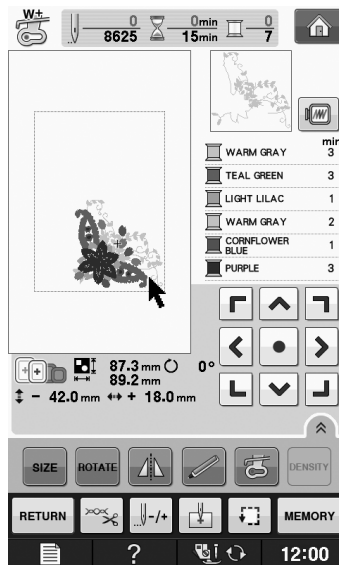 W+
0 0min 0
8625 15min 7
min
WARM GRAY 3
TEAL GREEN 3
LIGHT LILAC 1
WARM GRAY 2
CORNFLOWER
BLUE 1
PURPLE 3
87.3 mm 0°
89.2 mm
- 42.0 mm + 18.0 mm
SIZE ROTATE DENSITY
RETURN -/+ MEMORY
? 12:00